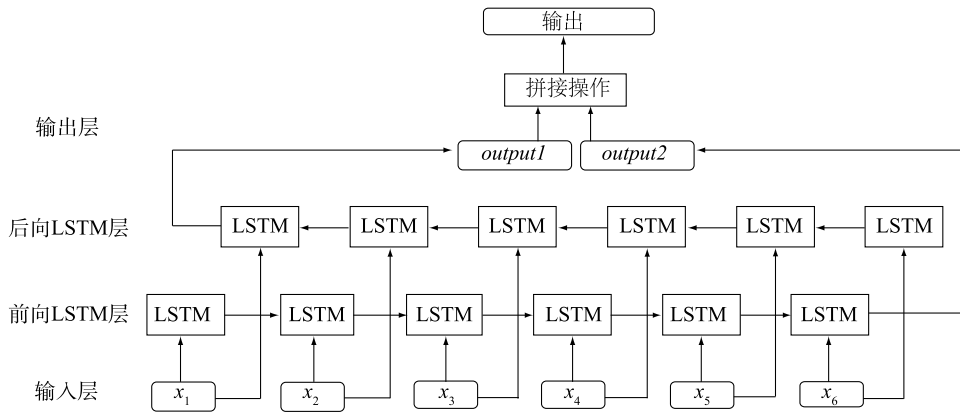 输出
拼接操作
输出层
output1 output2
后向LSTM层 LSTM LSTM LSTM LSTM LSTM LSTM
前向LSTM层 LSTM LSTM LSTM LSTM LSTM LSTM
输入层 x1 x2 x3 x4 x5 x6